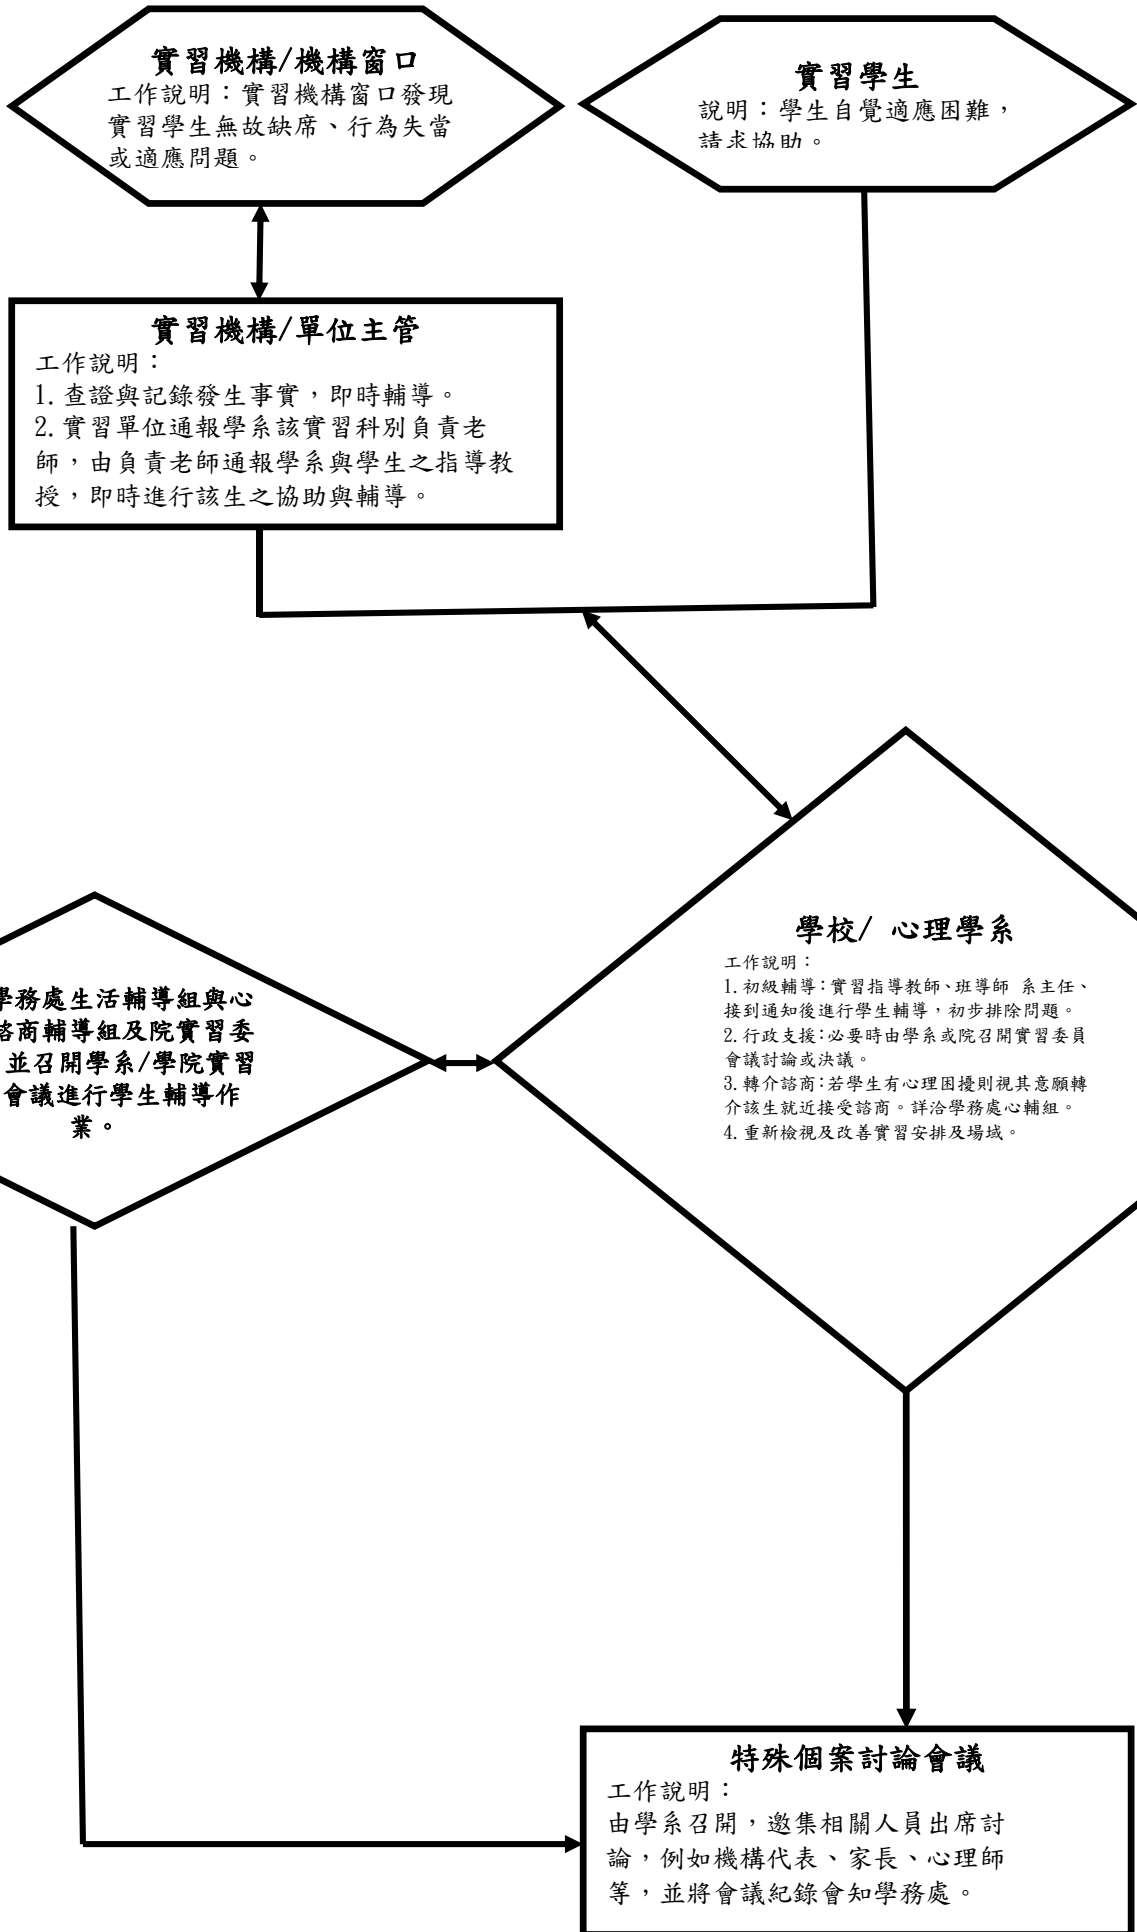 實習機構/機構窗口
工作說明：實習機構窗口發現
實習學生無故缺席、行為失當
或適應問題。
實習學生
說明：學生自覺適應困難，
請求協助。
實習機構/單位主管
工作說明：
1.查證與記錄發生事實，即時輔導。
2.實習單位通報學系該實習科別負責老
師，由負責老師通報學系與學生之指導教
授，即時進行該生之協助與輔導。
學校/ 心理學系
工作說明：
1.初級輔導：實習指導教師、班導師 系主任、
接到通知後進行學生輔導，初步排除問題。
2.行政支援：必要時由學系或院召開實習委員
會議討論或決議。
3.轉介諮商：若學生有心理困擾則視其意願轉
介該生就近接受諮商。詳洽學務處心輔組。
4.重新檢視及改善實習安排及場域。
學務處生活輔導組與心
諮商輔導組及院實習委
並召開學系/學院實習
會議進行學生輔導作
業。
特殊個案討論會議
工作說明：
由學系召開，邀集相關人員出席討
論，例如機構代表、家長、心理師
等，並將會議紀錄會知學務處。